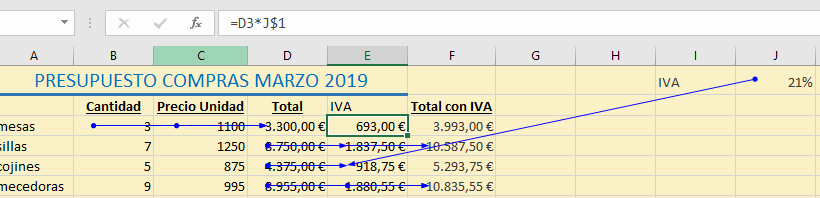 fx =D3*J$1
A B C D E F G H I J
PRESUPUESTO COMPRAS MARZO 2019 IVA 21%
Cantidad Precio Unidad Total IVA Total con IVA
mesas 3 1100 3.300,00 € 693,00 € 3.993,00 €
sillas 7 1250 8.750,00 € 1.837,50 € 10.587,50 €
cojines 5 875 4.375,00 € 918,75 € 5.293,75 €
mecedoras 9 995 8.955,00 € 1.880,55 € 10.835,55 €